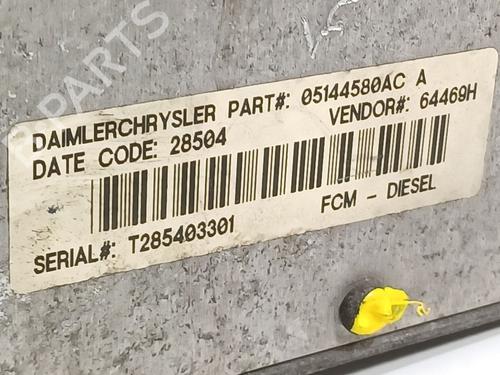 DAIMLERCHRYSLER PART#: 05144580AC A
DATE CODE: 28504 VENDOR#: 64469H
SERIAL#: T285403301 FCM - DIESEL